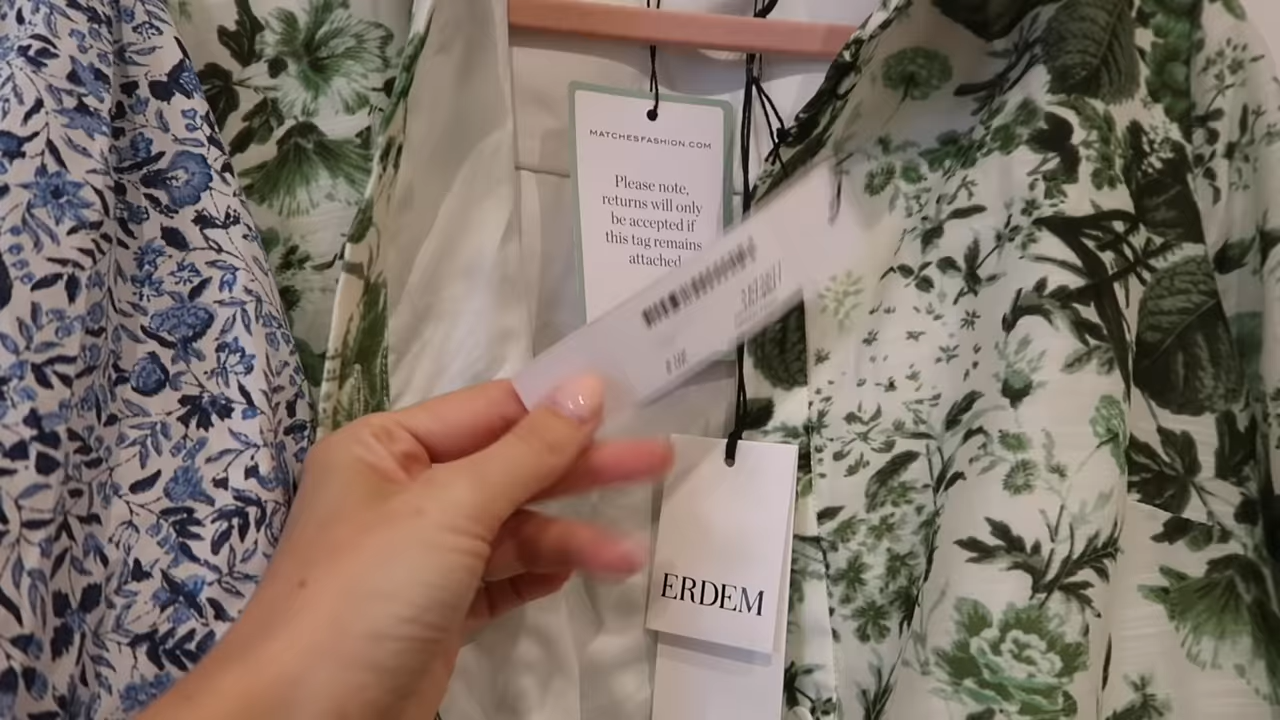 MATCHESFASHION.COM
Please note,
returns will only
be accepted if
this tag remains
attached
ERDEM